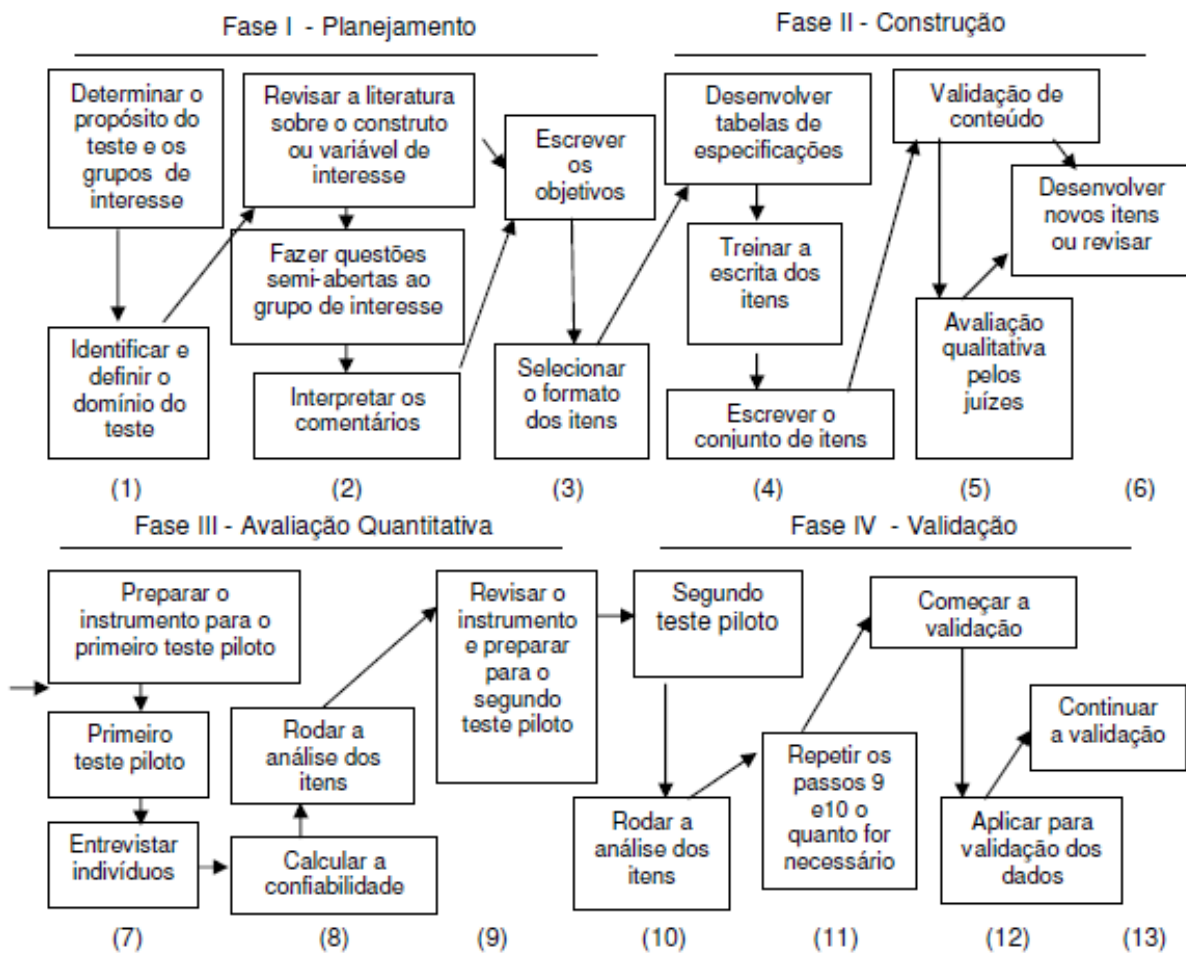 Fase I - Planejamento
Determinar o
propósito do
teste e os
grupos de
interesse
Identificar e
definir o
domínio do
teste
Revisar a literatura
sobre o construto
ou variável de
interesse
Fazer questões
semi-abertas ao
grupo de interesse
Interpretar os
comentários
Escrever
os
objetivos
Selecionar
o formato
dos itens
Fase II - Construção
Desenvolver
tabelas de
especificações
Treinar a
escrita dos
itens
Escrever o
conjunto de itens
Validação de
conteúdo
Avaliação
qualitativa
pelos
juízes
Desenvolver
novos itens
ou revisar
(1) (2) (3) (4) (5) (6)
Fase III - Avaliação Quantitativa
Preparar o
instrumento para o
primeiro teste piloto
Primeiro
teste piloto
Entrevistar
indivíduos
Rodar a
análise dos
itens
Calcular a
confiabilidade
Revisar o
instrumento
e preparar
para o
segundo
teste piloto
Fase IV - Validação
Segundo
teste piloto
Rodar a
análise dos
itens
Repetir os
passos 9
e10 o
quanto for
necessário
Começar a
validação
Aplicar para
validação dos
dados
Continuar
a validação
(7) (8) (9) (10) (11) (12) (13)